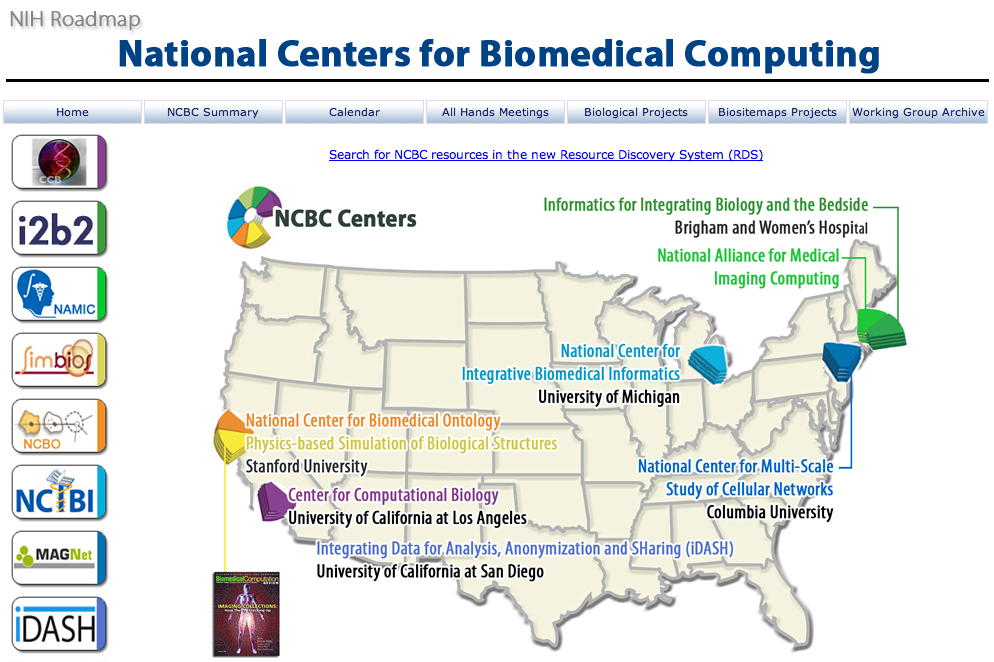 NIH Roadmap
National Centers for Biomedical Computing
Home NCBC Summary Calendar All Hands Meetings Biological Projects Biositemaps Projects Working Group Archive
Search for NCBC resources in the new Resource Discovery System (RDS)
CCB
i2b2
NAMIC
Simbios
NCBO
NCIBI
MAGNet
iDASH
NCBC Centers
Informatics for Integrating Biology and the Bedside
Brigham and Women's Hospital
National Alliance for Medical
Imaging Computing
National Center for
Integrative Biomedical Informatics
University of Michigan
National Center for Biomedical Ontology
Physics-based Simulation of Biological Structures
Stanford University
National Center for Multi-Scale
Study of Cellular Networks
Columbia University
Center for Computational Biology
University of California at Los Angeles
Integrating Data for Analysis, Anonymization and SHaring (iDASH)
University of California at San Diego
BiomedicalComputation
REVIEW
IMAGING COLLECTIONS: